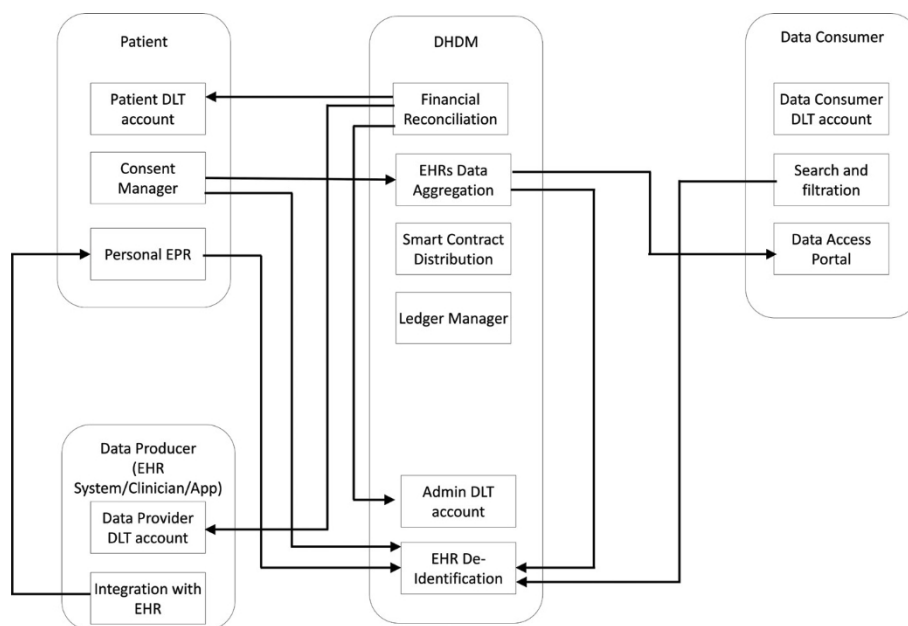 Patient
Patient DLT
account
Consent
Manager
Personal EPR
Data Producer
(EHR
System/Clinician/App)
Data Provider
DLT account
Integration with
EHR
DHDM
Financial
Reconciliation
EHRs Data
Aggregation
Smart Contract
Distribution
Ledger Manager
Admin DLT
account
EHR De-
Identification
Data Consumer
Data Consumer
DLT account
Search and
filtration
Data Access
Portal